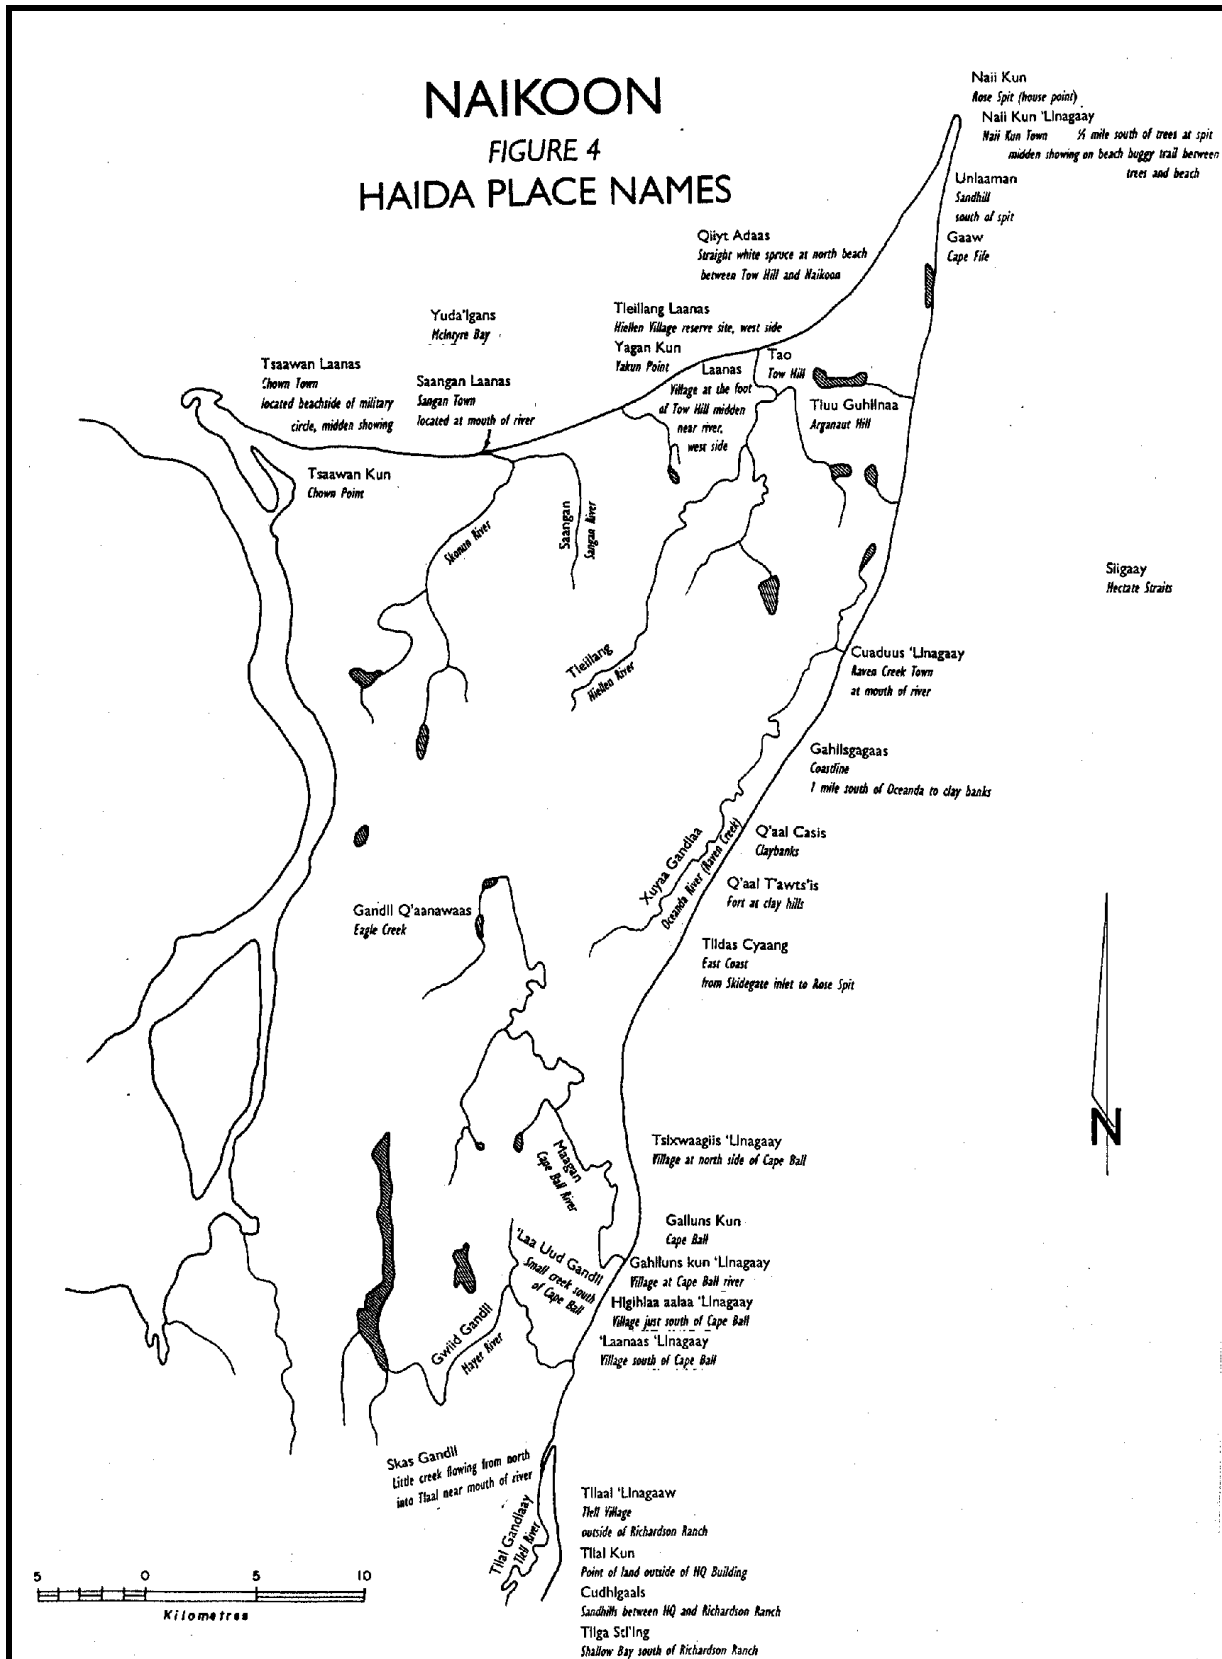 NAIKOON
FIGURE 4
HAIDA PLACE NAMES
Naii Kun
Rose Spit (house point)
Naii Kun 'Llnagaay
Naii Kun Town ½ mile south of trees at spit
midden showing on beach buggy trail between
trees and beach
Unlaaman
Sandhill
south of spit
Gaaw
Cape Fife
Qiiyt Adaas
Straight white spruce at north beach
between Tow Hill and Naikoon
Yuda'lgans
McIntyre Bay
Tleillang Laanas
Hiellen Village reserve site, west side
Yagan Kun
Yakun Point
Laanas
Village at the foot
of Tow Hill midden
near river,
west side
Tao
Tow Hill
Tluu Guhllnaa
Arganaut Hill
Tsaawan Laanas
Chown Town
located beachside of military
circle, midden showing
Saangan Laanas
Sangan Town
located at mouth of river
Tsaawan Kun
Chown Point
Skonun River
Saangan
Sangan River
Siigaay
Hectate Straits
Tleillang
Hiellen River
Cuaduus 'Llnagaay
Raven Creek Town
at mouth of river
Gahllsgagaas
Coastline
1 mile south of Oceanda to clay banks
Xuyaa Gandlaa
Oceanda River (Raven Creek)
Q'aal Casis
Claybanks
Q'aal T'awts'is
Fort at clay hills
Gandll Q'aanawaas
Eagle Creek
Tlldas Cyaang
East Coast
from Skidegate inlet to Rose Spit
N
Tslxwaagiis 'Llnagaay
Village at north side of Cape Ball
Maagan
Cape Ball River
Galluns Kun
Cape Ball
'Laa Uud Gandll
Small creek south
of Cape Ball
Gahlluns kun 'Llnagaay
Village at Cape Ball river
Hlgihlaa aalaa 'Llnagaay
Village just south of Cape Ball
'Laanaas 'Llnagaay
Village south of Cape Ball
Gwiid Gandll
Mayer River
Skas Gandll
Little creek flowing from north
into Tlaal near mouth of river
Tllal Gandlaay
Tlell River
Tllaal 'Llnagaaw
Tlell Village
outside of Richardson Ranch
Tllal Kun
Point of land outside of HQ Building
Cudhlgaals
Sandhills between HQ and Richardson Ranch
Tllga Stl'lng
Shallow Bay south of Richardson Ranch
5 0 5 10
Kilometres